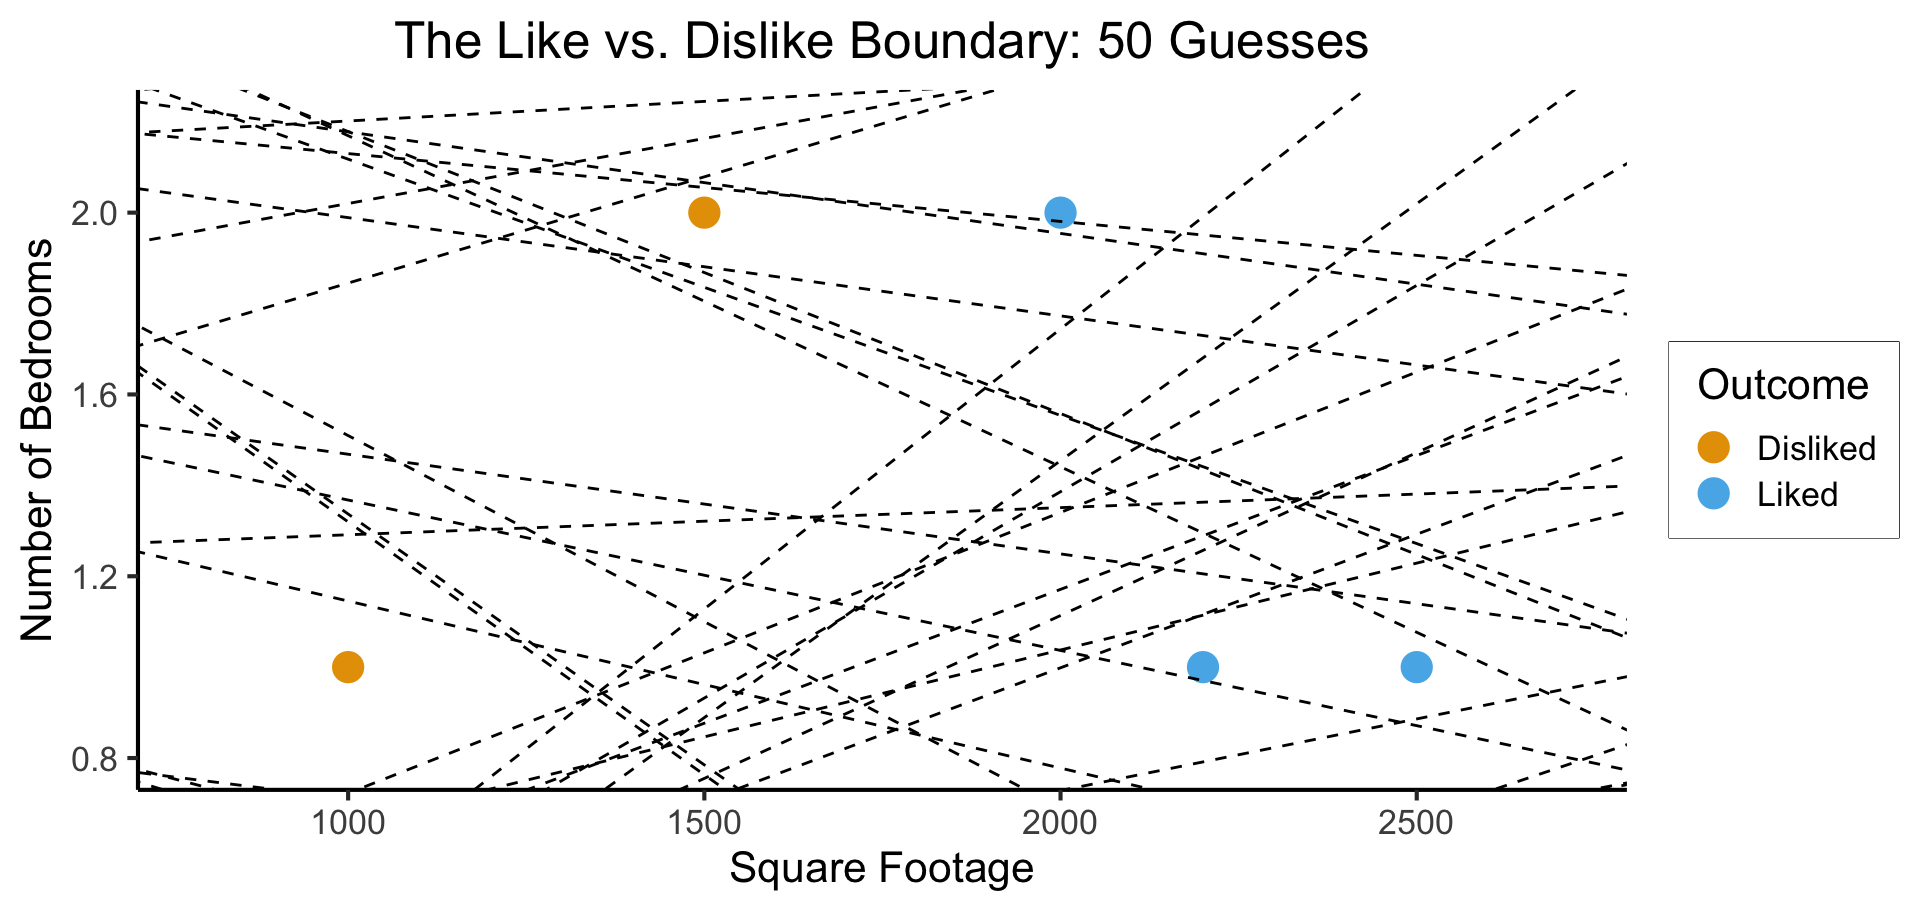 The Like vs. Dislike Boundary: 50 Guesses
Number of Bedrooms
2.0
1.6
1.2
0.8
1000 1500 2000 2500
Square Footage
Outcome
Disliked
Liked